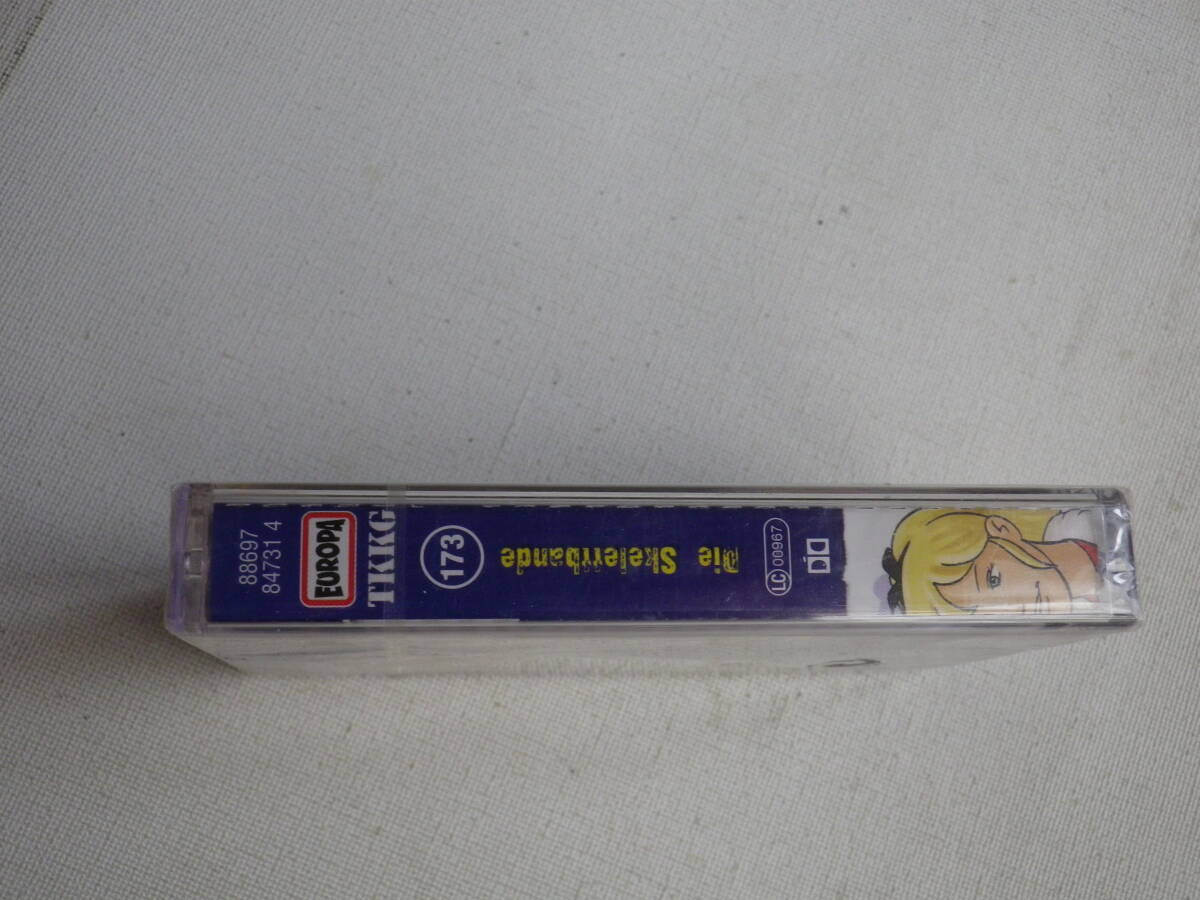 88697
84731 4
EUROPA
TKKG
173
Die Skelettbande
LC 00967